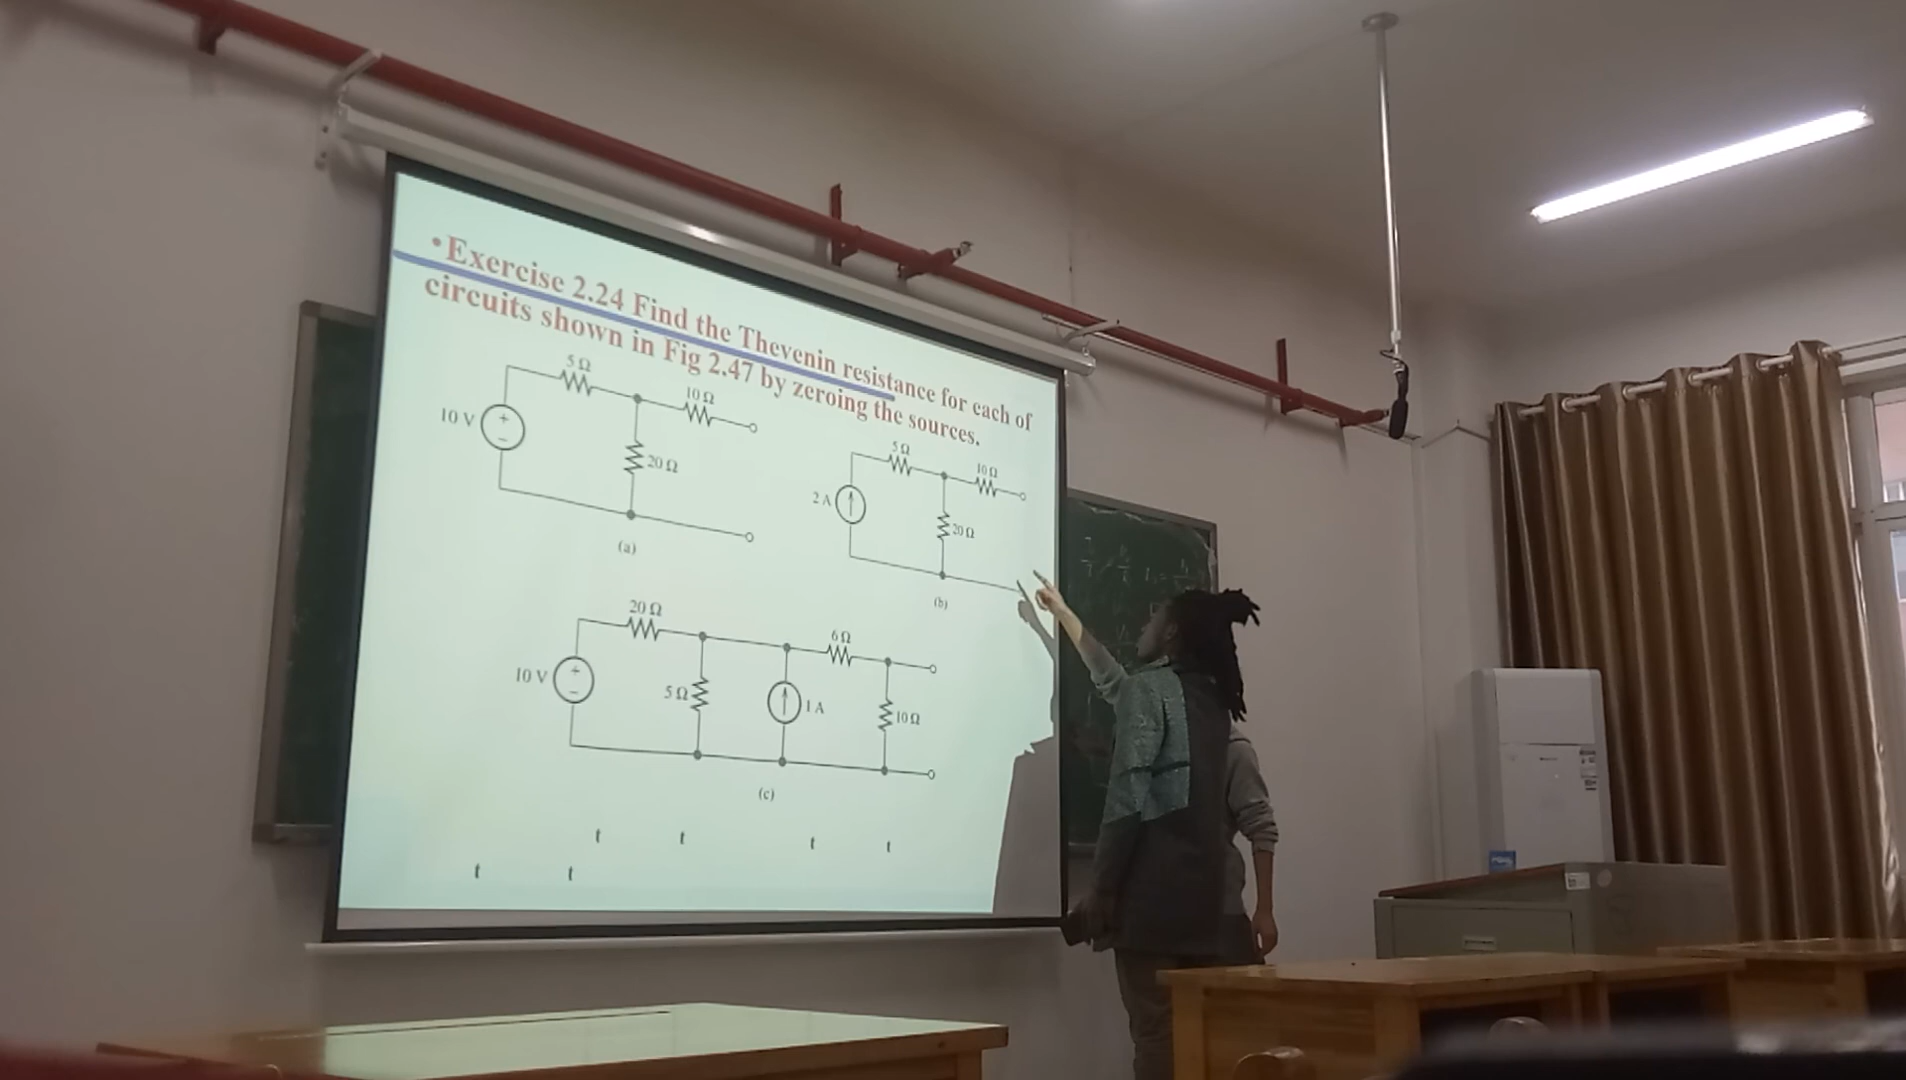 •Exercise 2.24 Find the Thevenin resistance for each of
circuits shown in Fig 2.47 by zeroing the sources.
5 Ω
10 Ω
10 V
+
−
20 Ω
(a)
5 Ω
10 Ω
2 A
20 Ω
(b)
20 Ω
6 Ω
10 V
+
−
5 Ω
1 A
10 Ω
(c)
t t t t
t t